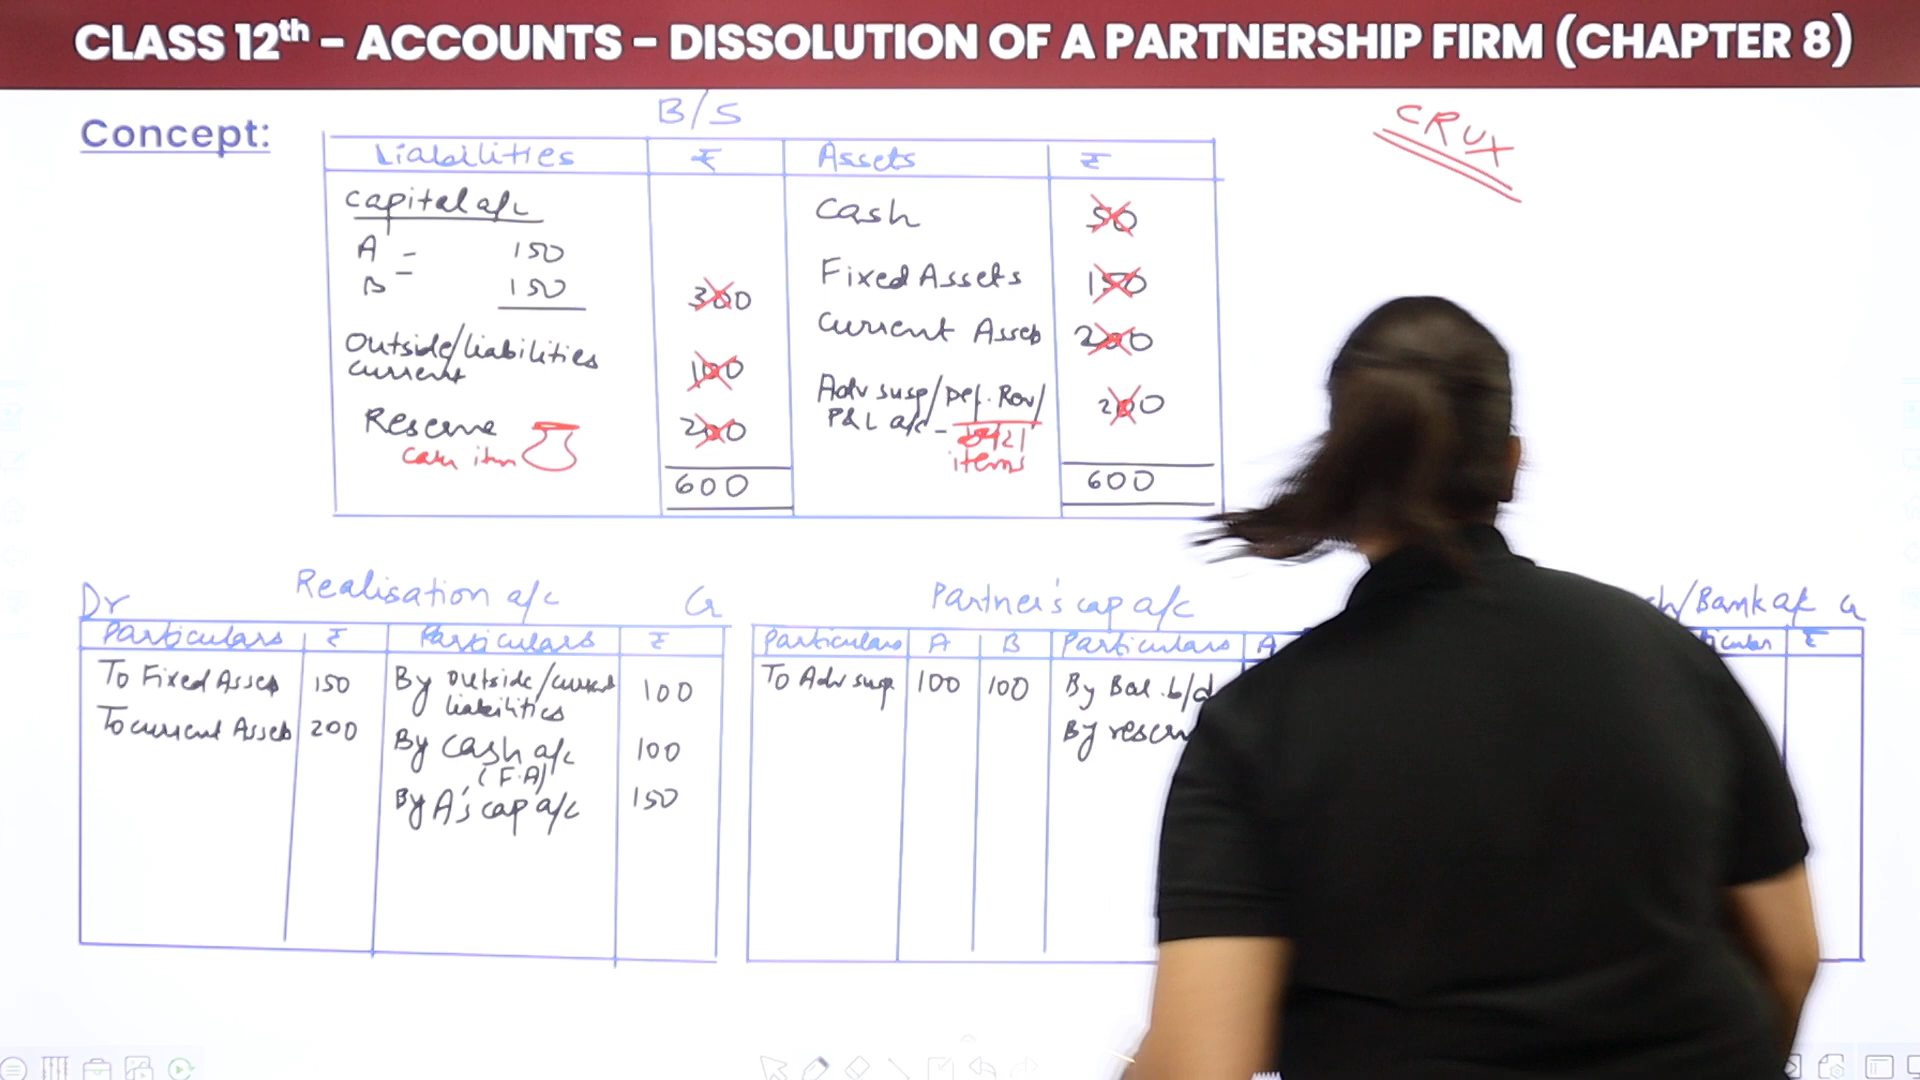 CLASS 12th - ACCOUNTS - DISSOLUTION OF A PARTNERSHIP FIRM (CHAPTER 8)
Concept:
B/S
CRUX
Liabilities ₹ Assets ₹
Capital a/c
A = 150
B 150
300
Outside/liabilities
current
100
Reserve 200
Cash item
600
Cash 50
Fixed Assets 150
Current Assets 200
Adv susp/Def. Rev/
P&L a/c -
200
items
600
Dr Realisation a/c Cr
Particulars ₹ Particulars ₹
To Fixed Assets 150 By outside/current
liabilities 100
To current Assets 200 By cash a/c 100
(F.A)
By A's cap a/c 150
Partner's cap a/c
Particulars A B Particulars A
To Adv susp 100 100 By Bal. b/d
By
/Bank a/c Cr
₹